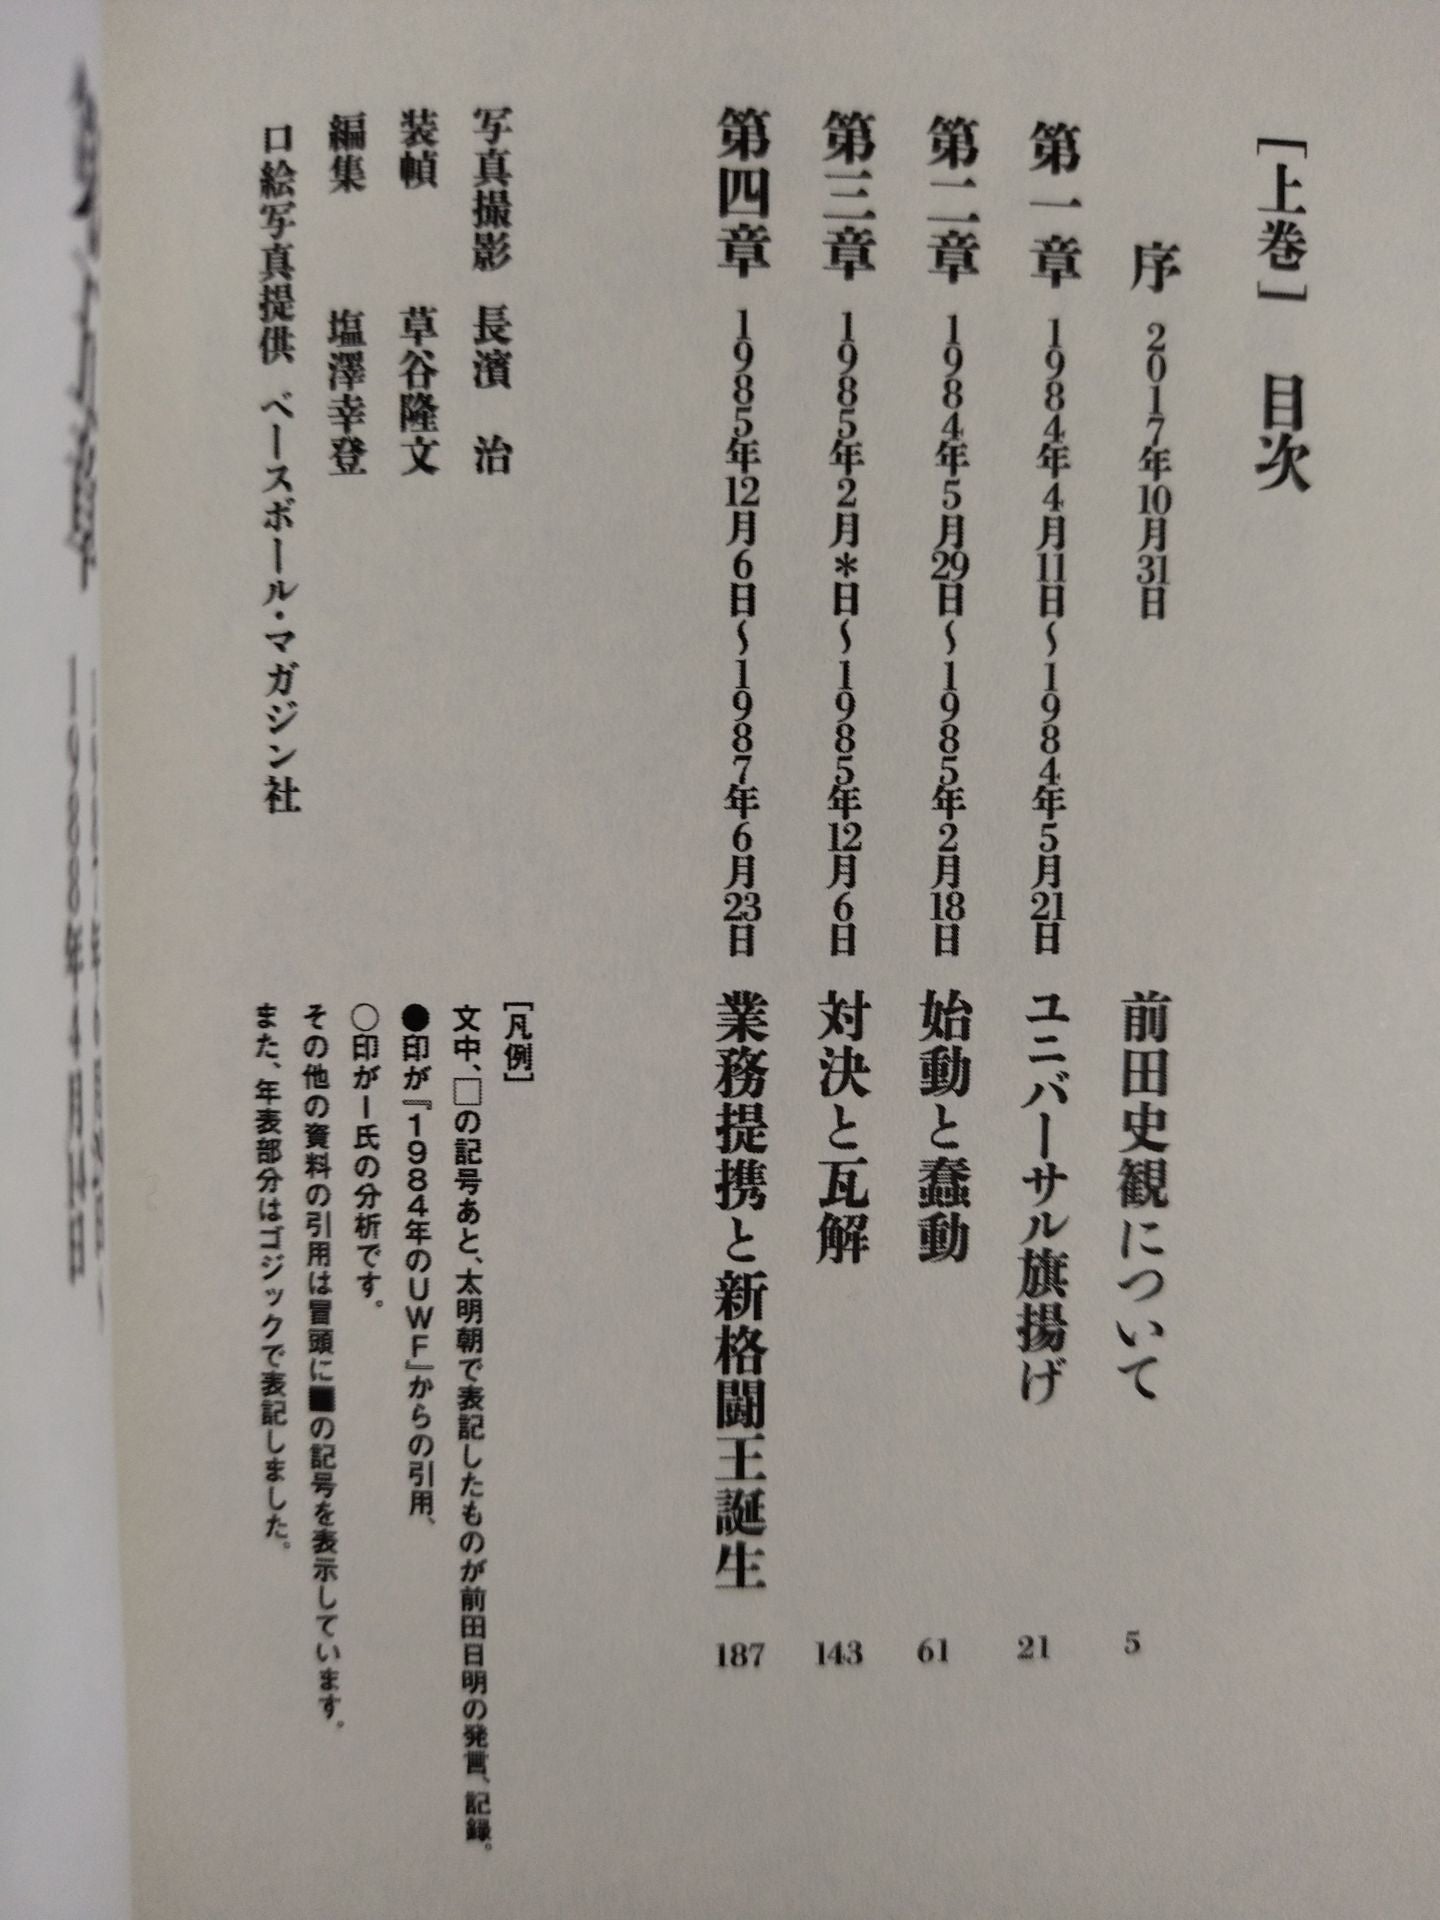 ［上巻］　目次
序　2017年10月31日　前田史観について　5
第一章　1984年4月11日〜1984年5月21日　ユニバーサル旗揚げ　21
第二章　1984年5月29日〜1985年2月18日　始動と蠢動　61
第三章　1985年2月＊日〜1985年12月6日　対決と瓦解　143
第四章　1985年12月6日〜1987年6月23日　業務提携と新格闘王誕生　187
写真撮影　長濱　治
装幀　草谷隆文
編集　塩澤幸登
口絵写真提供　ベースボール・マガジン社
［凡例］
文中、□の記号あと、太明朝で表記したものが前田日明の発言、記録。
●印が『1984年のUWF』からの引用、
○印がI氏の分析です。
その他の資料の引用は冒頭に■の記号を表示しています。
また、年表部分はゴジックで表記しました。
1988年4月14日